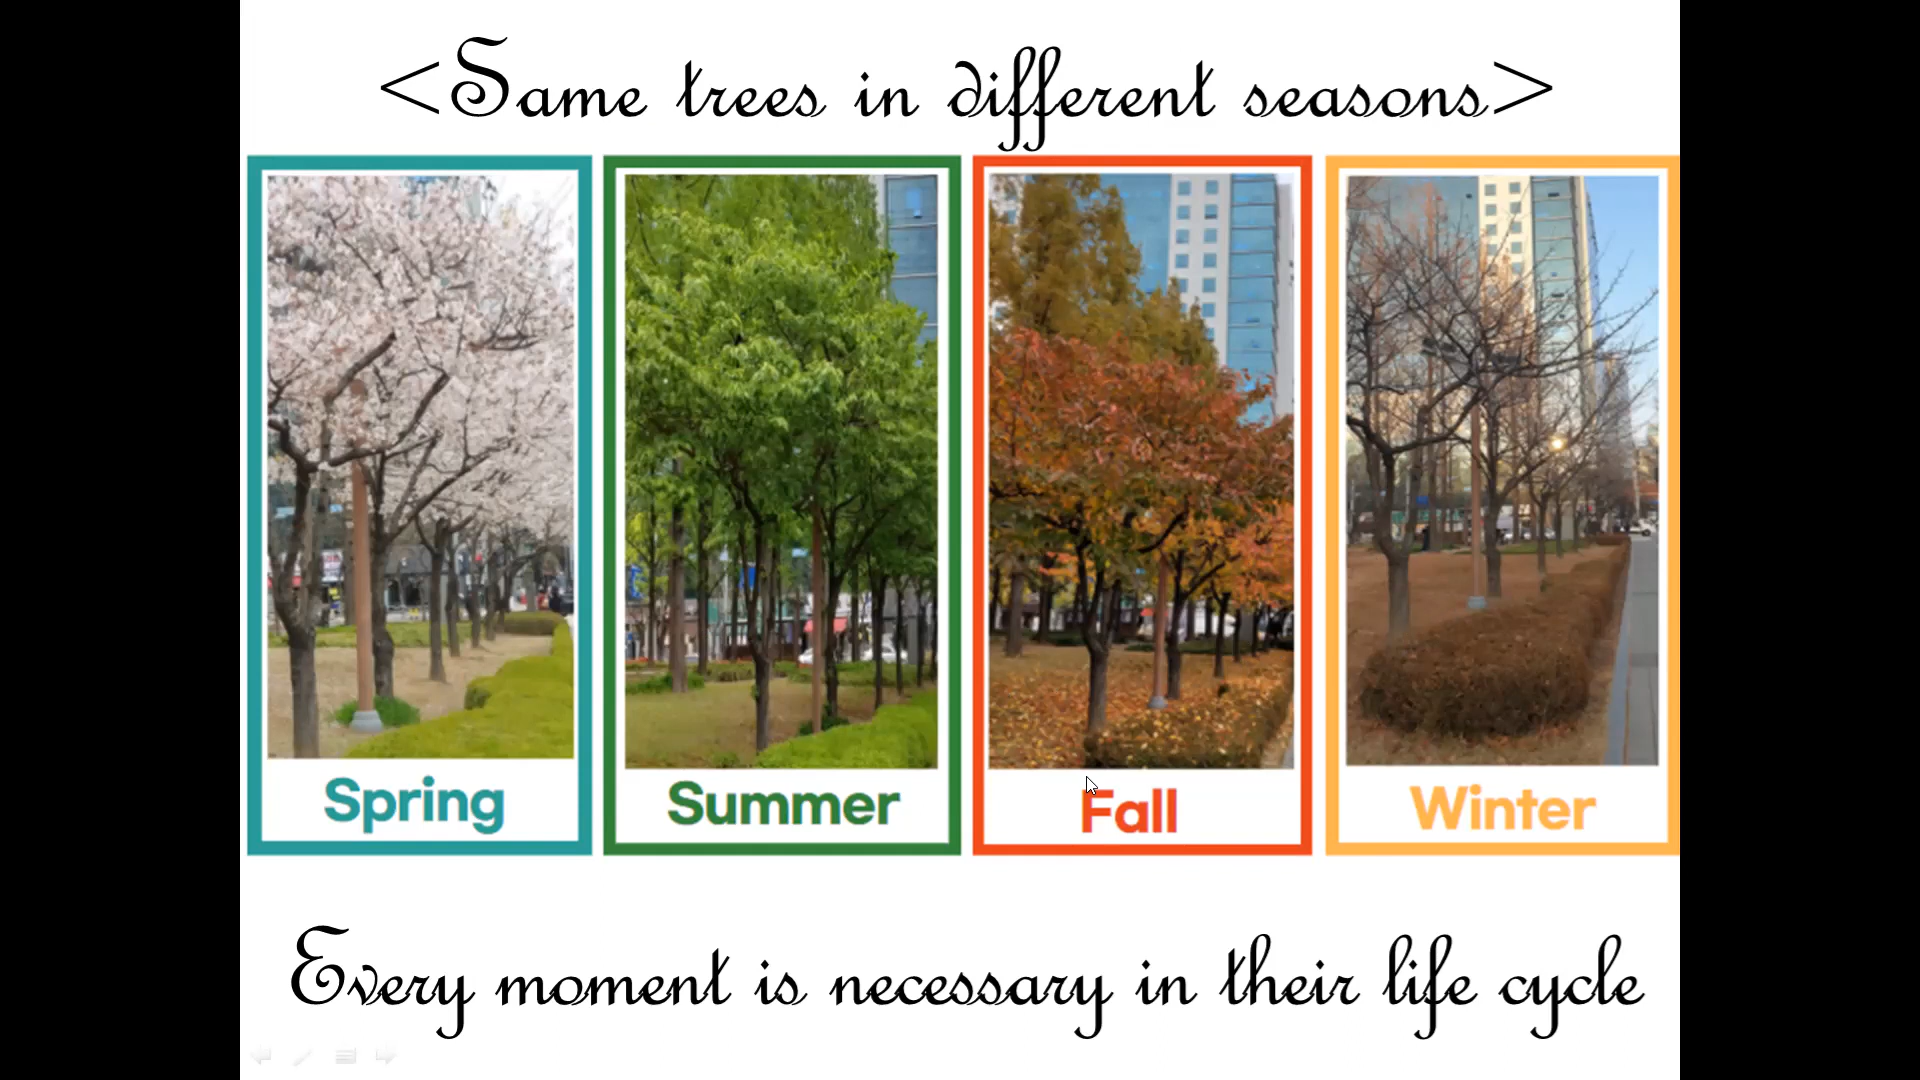 <Same trees in different seasons>
Spring
Summer
Fall
Winter
Every moment is necessary in their life cycle